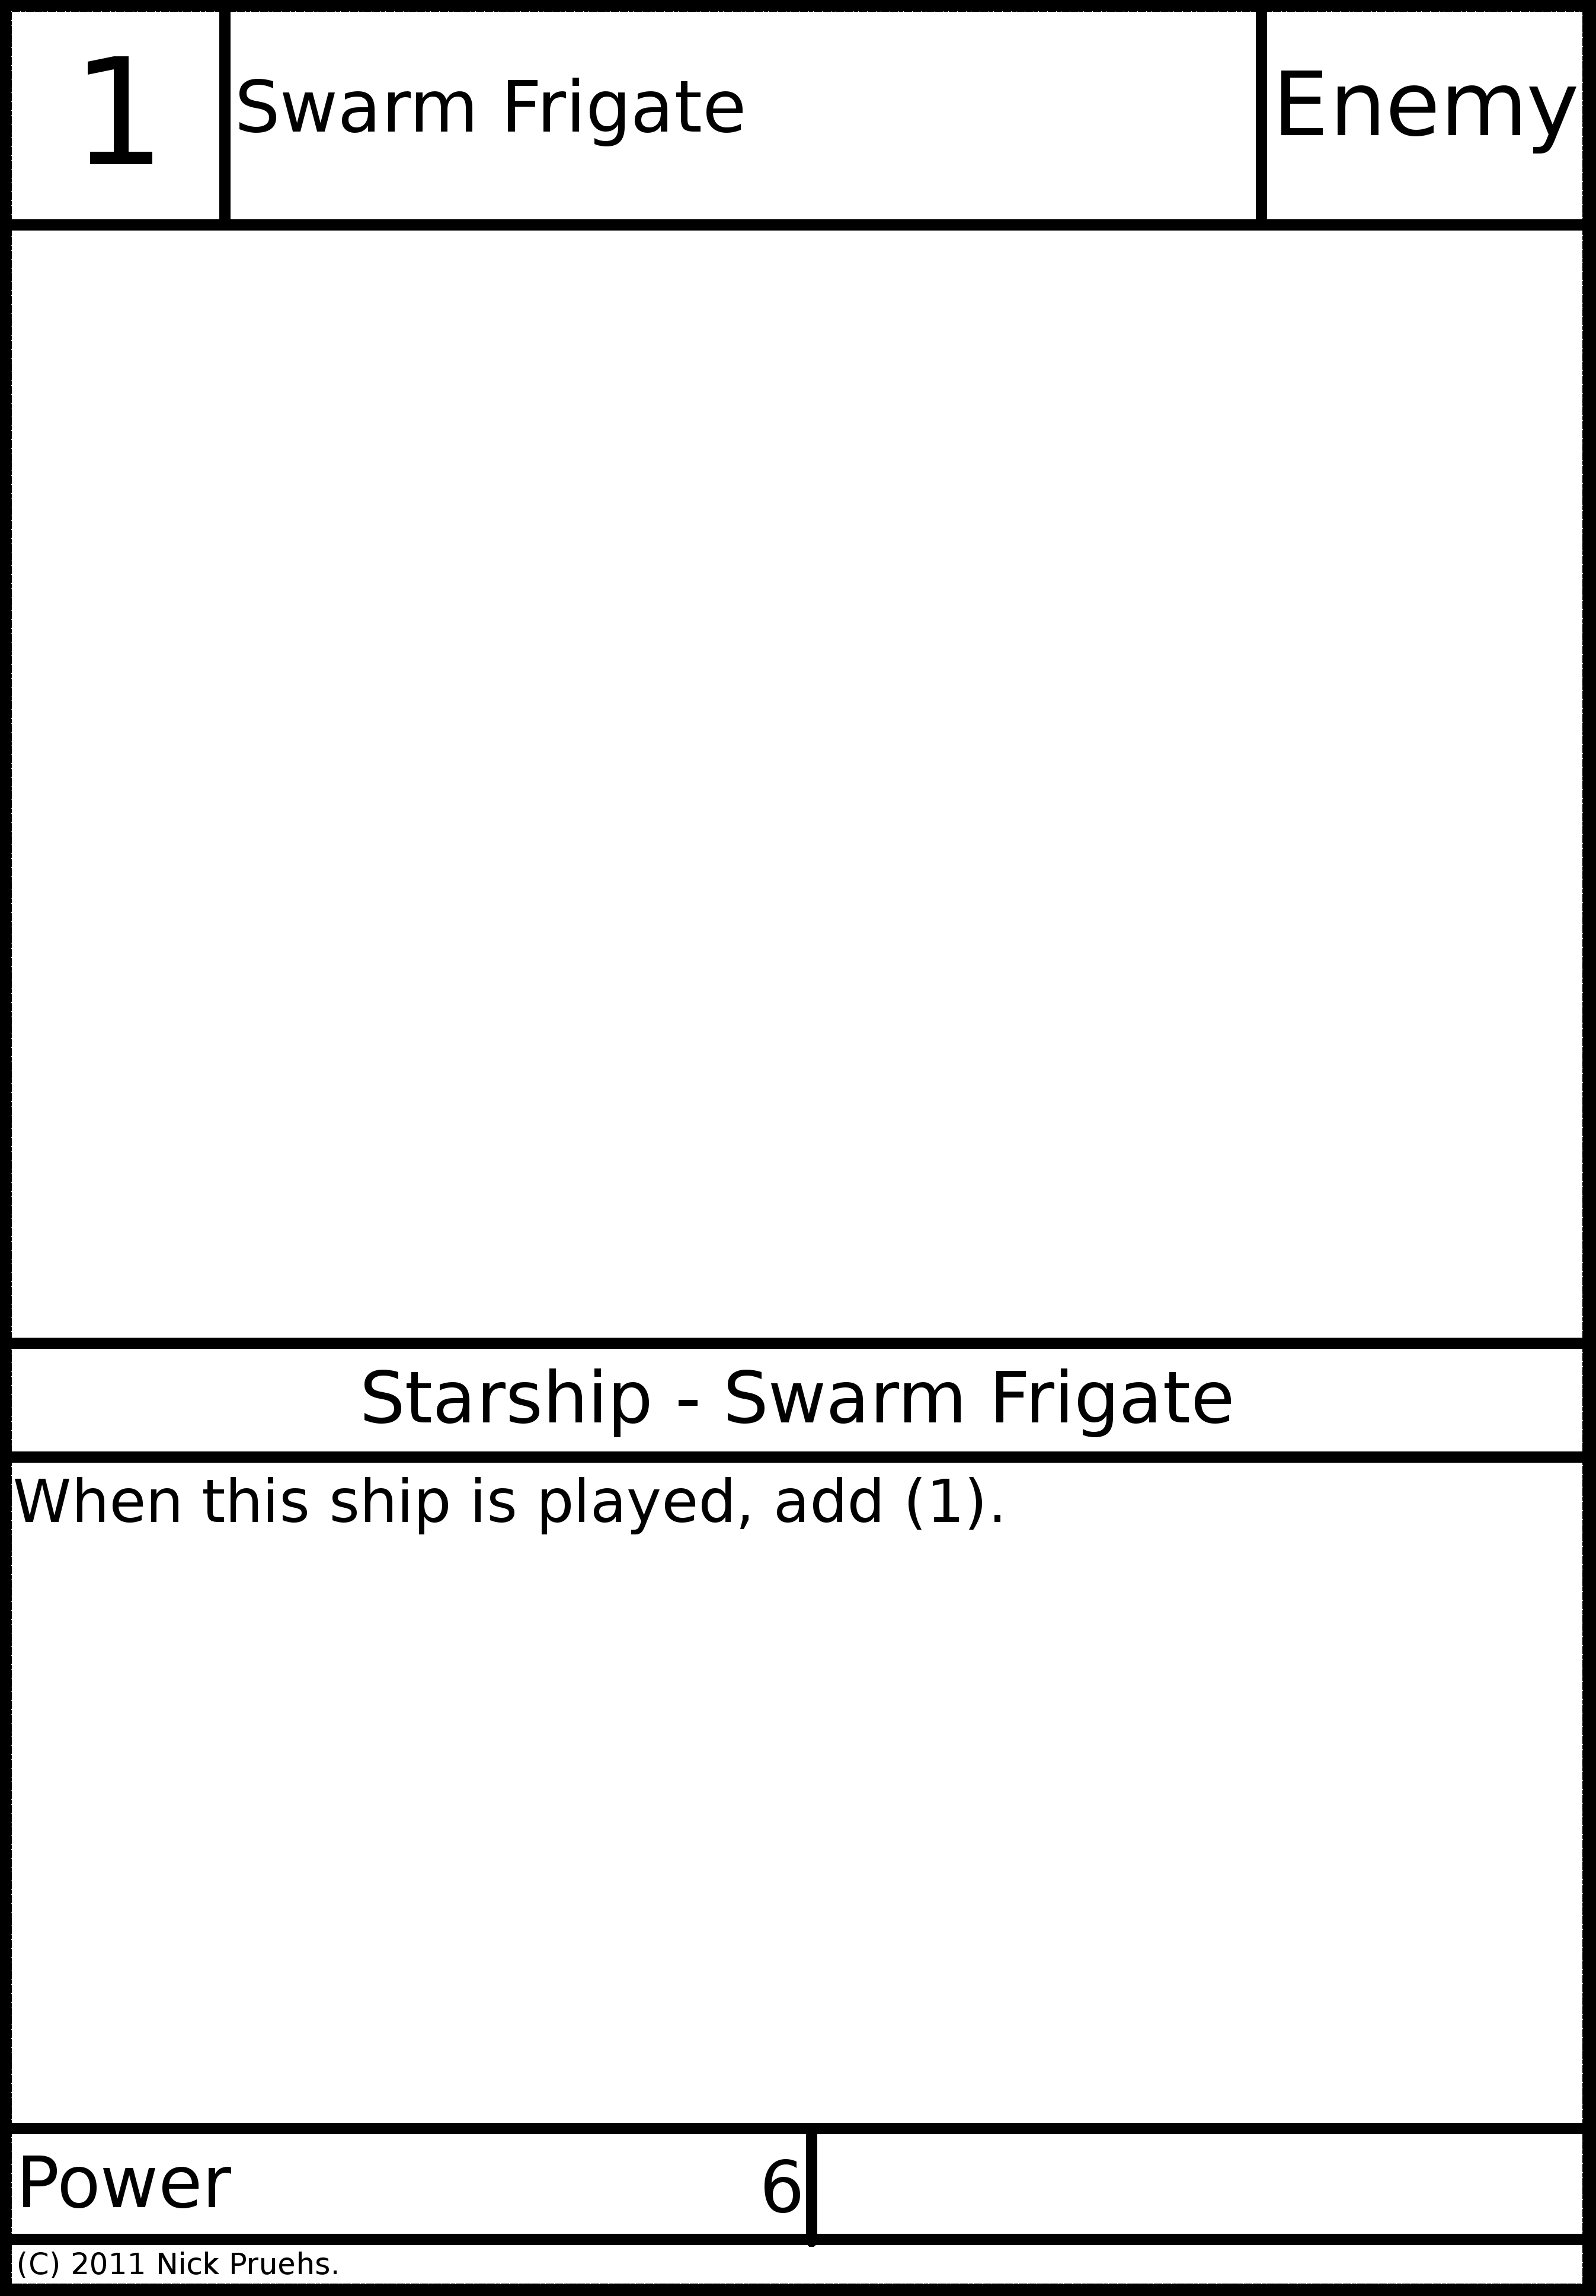 1
Swarm Frigate
Enemy
Starship - Swarm Frigate
When this ship is played, add (1).
Power 6
(C) 2011 Nick Pruehs.